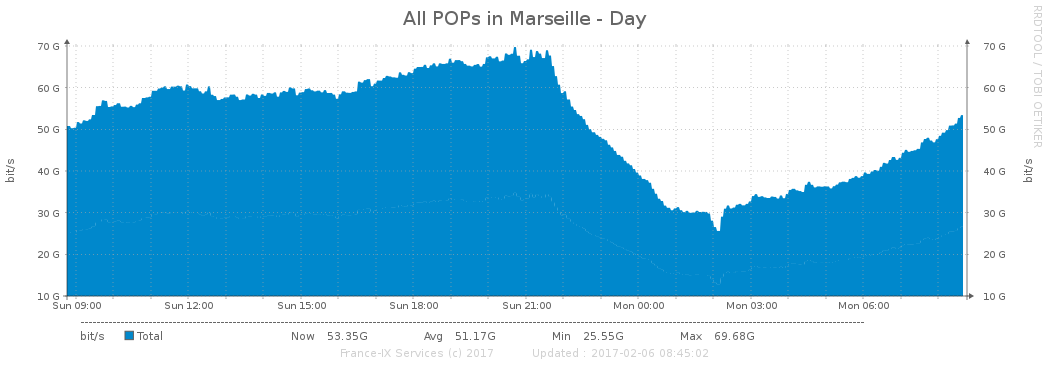 All POPs in Marseille - Day
RRDTOOL / TOBI OETIKER
bit/s
70 G
60 G
50 G
40 G
30 G
20 G
10 G
70 G
60 G
50 G
40 G
30 G
20 G
10 G
bit/s
Sun 09:00 Sun 12:00 Sun 15:00 Sun 18:00 Sun 21:00 Mon 00:00 Mon 03:00 Mon 06:00
bit/s Total Now 53.35G Avg 51.17G Min 25.55G Max 69.68G
France-IX Services (c) 2017 Updated : 2017-02-06 08:45:02